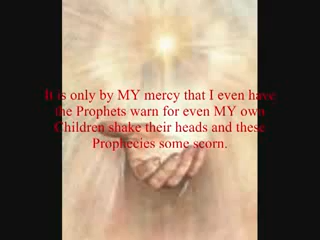 It is only by MY mercy that I even have
the Prophets warn for even MY own
Children shake their heads and these
Prophecies some scorn.